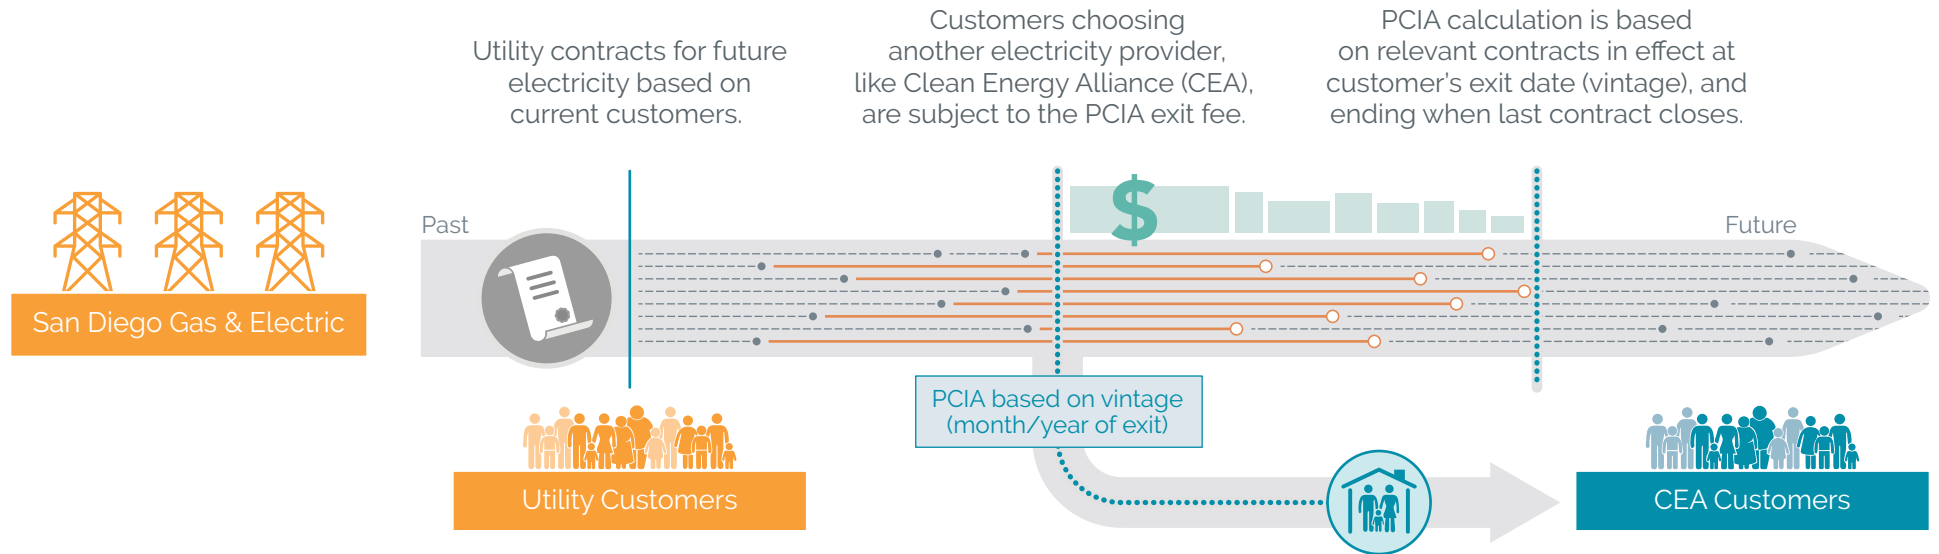 Utility contracts for future
electricity based on
current customers.
Customers choosing
another electricity provider,
like Clean Energy Alliance (CEA),
are subject to the PCIA exit fee.
PCIA calculation is based
on relevant contracts in effect at
customer's exit date (vintage), and
ending when last contract closes.
San Diego Gas & Electric
Past
$
Future
PCIA based on vintage
(month/year of exit)
Utility Customers
CEA Customers